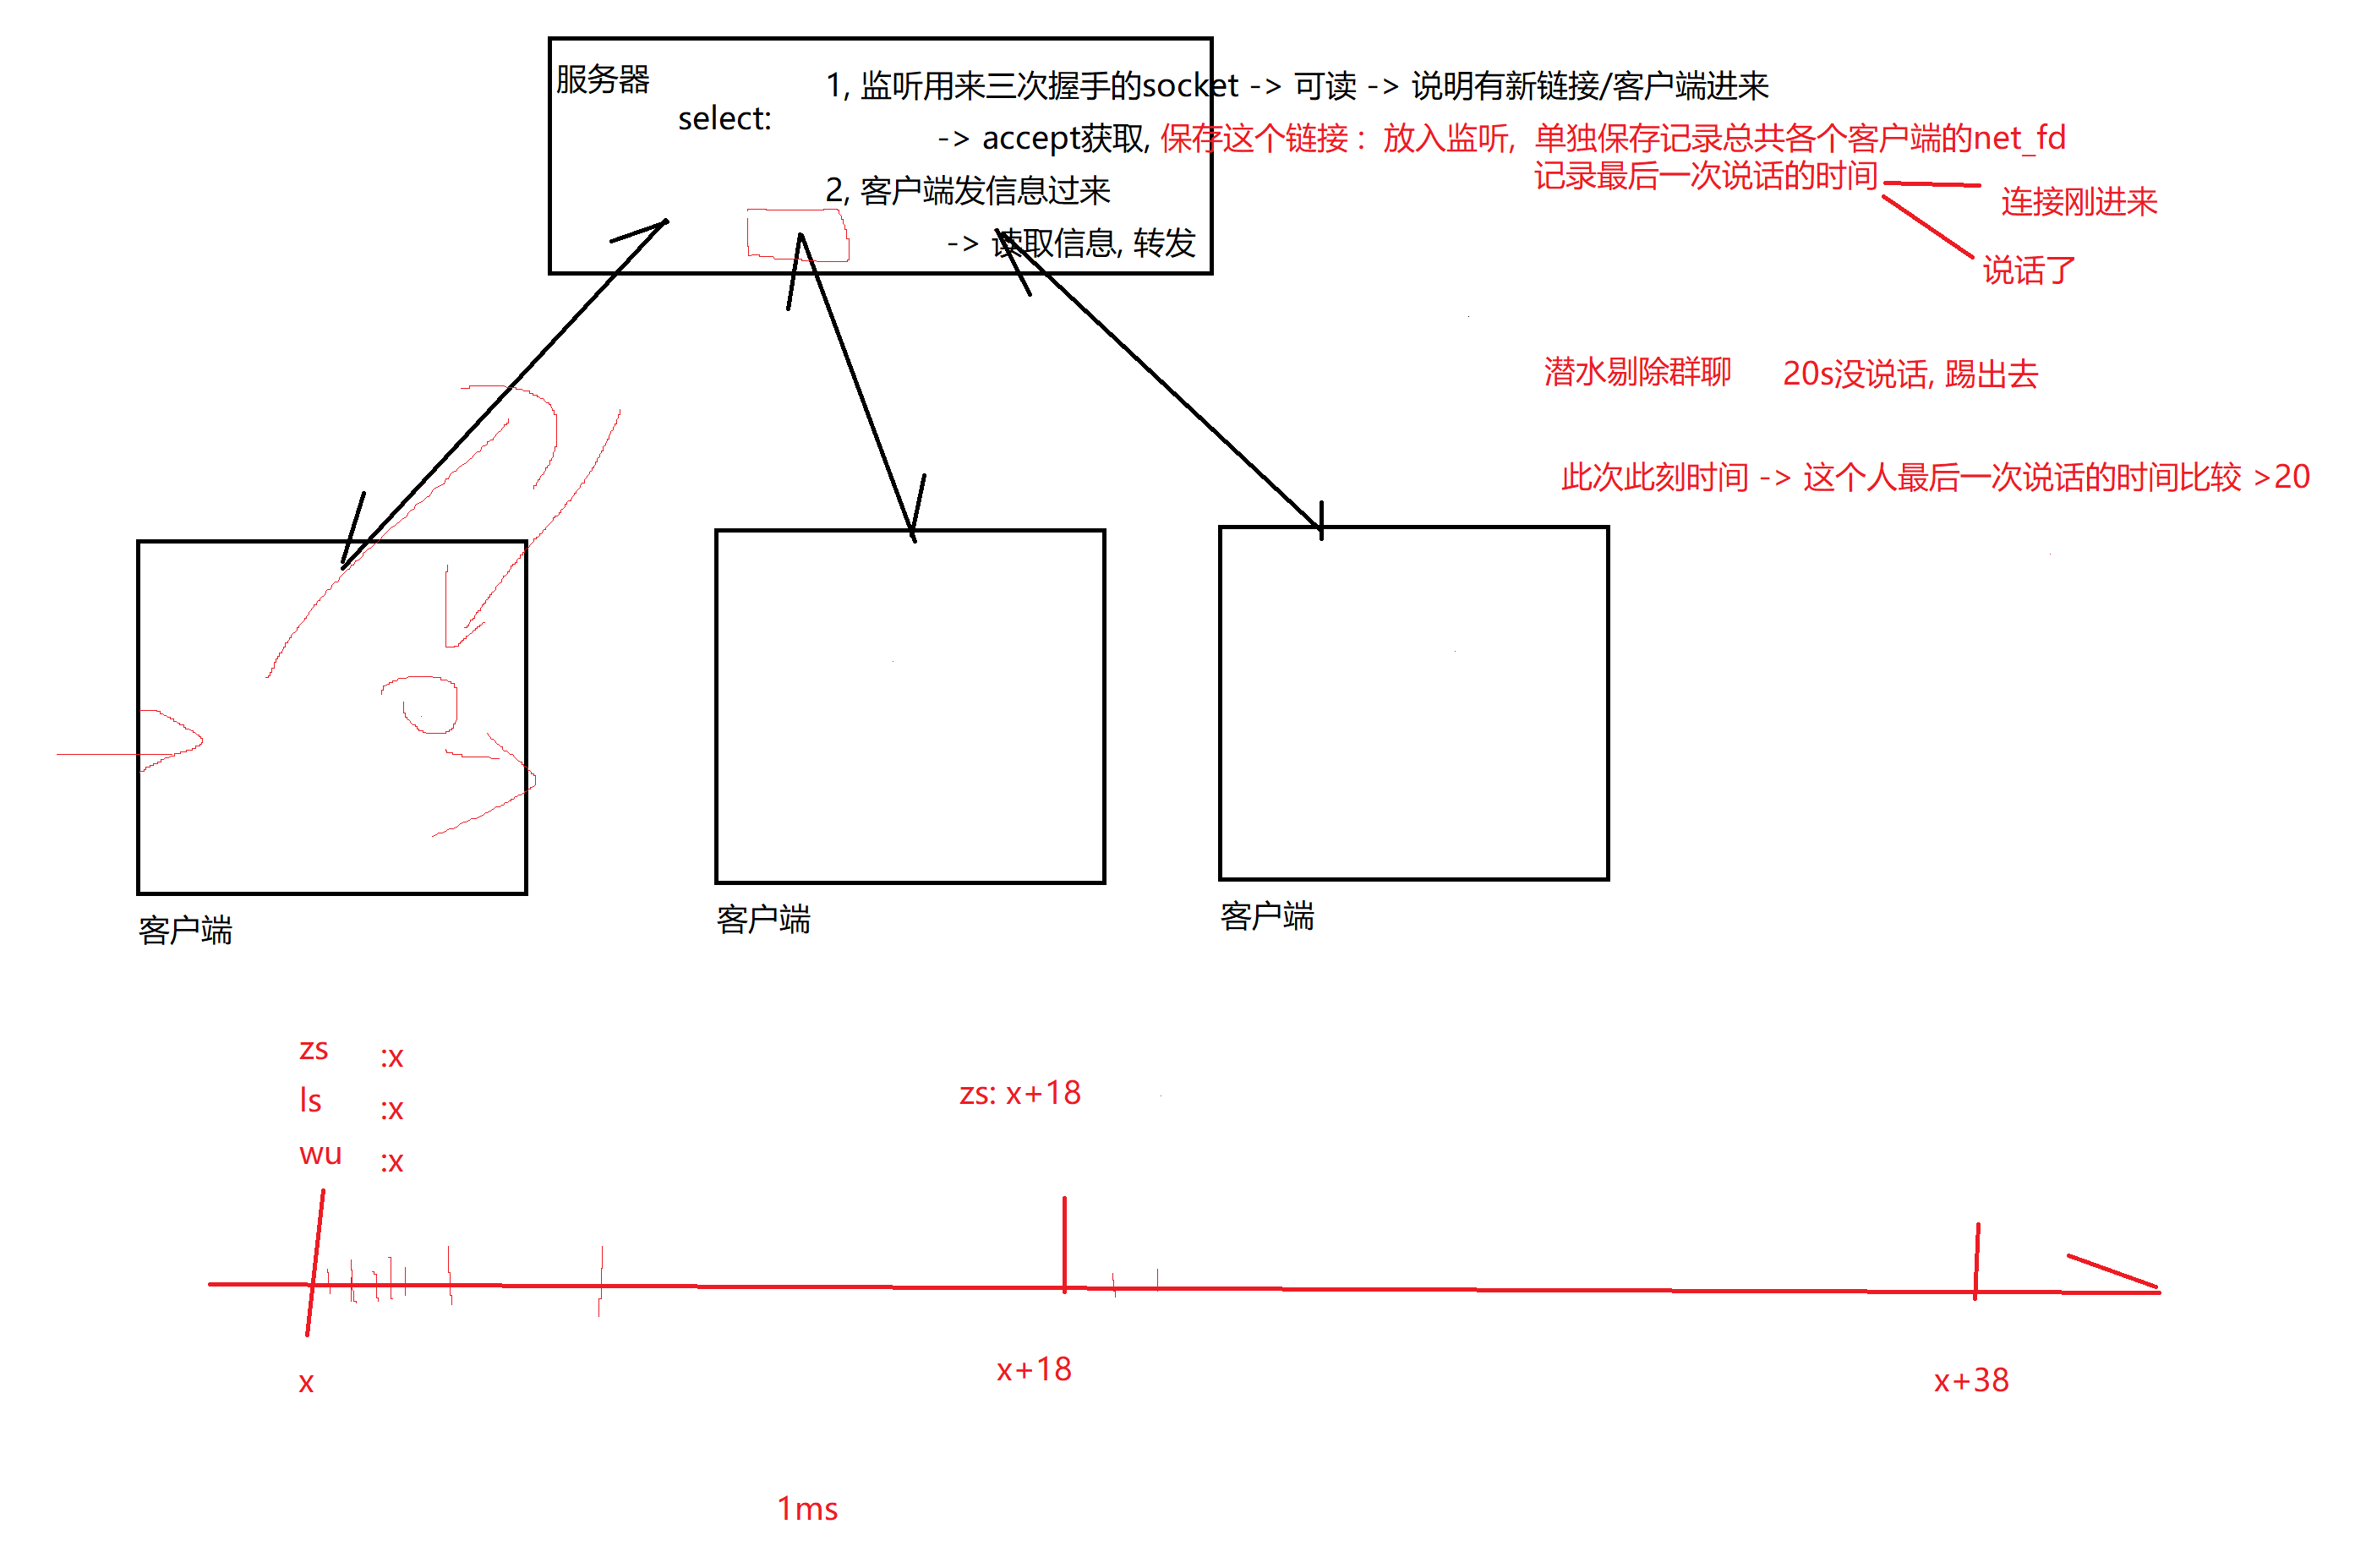 服务器
select:
1, 监听用来三次握手的socket -> 可读 -> 说明有新链接/客户端进来
-> accept获取, 保存这个链接： 放入监听, 单独保存记录总共各个客户端的net_fd
记录最后一次说话的时间
连接刚进来
2, 客户端发信息过来
-> 读取信息, 转发
说话了
潜水剔除群聊 20s没说话, 踢出去
此次此刻时间 -> 这个人最后一次说话的时间比较 >20
客户端
客户端
客户端
zs :x
ls :x
wu :x
zs: x+18
x
x+18
x+38
1ms